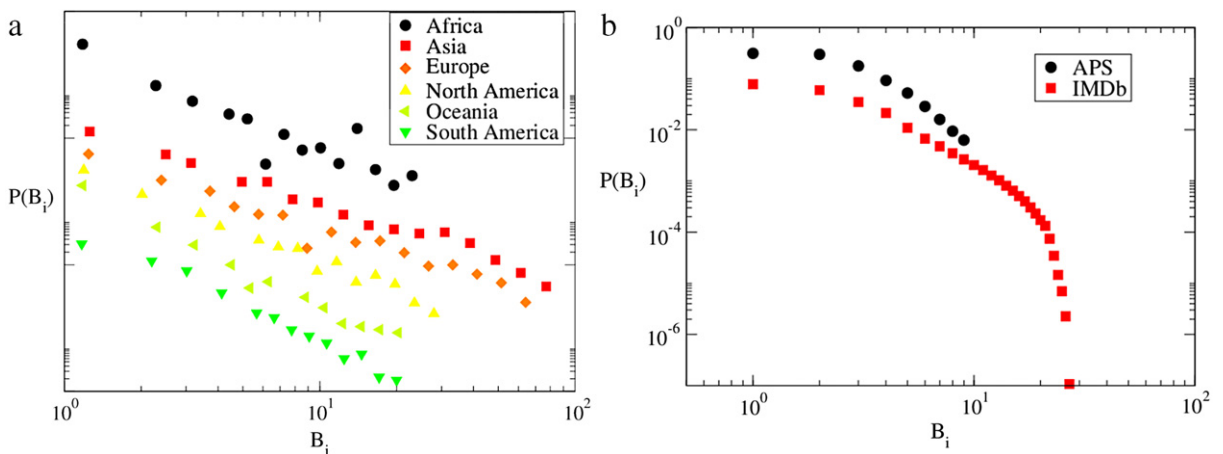 a
Africa
Asia
Europe
North America
Oceania
South America
P(B_i)
10^0
10^1
10^2
B_i
b
APS
IMDb
10^0
10^-2
10^-4
10^-6
P(B_i)
10^0
10^1
10^2
B_i